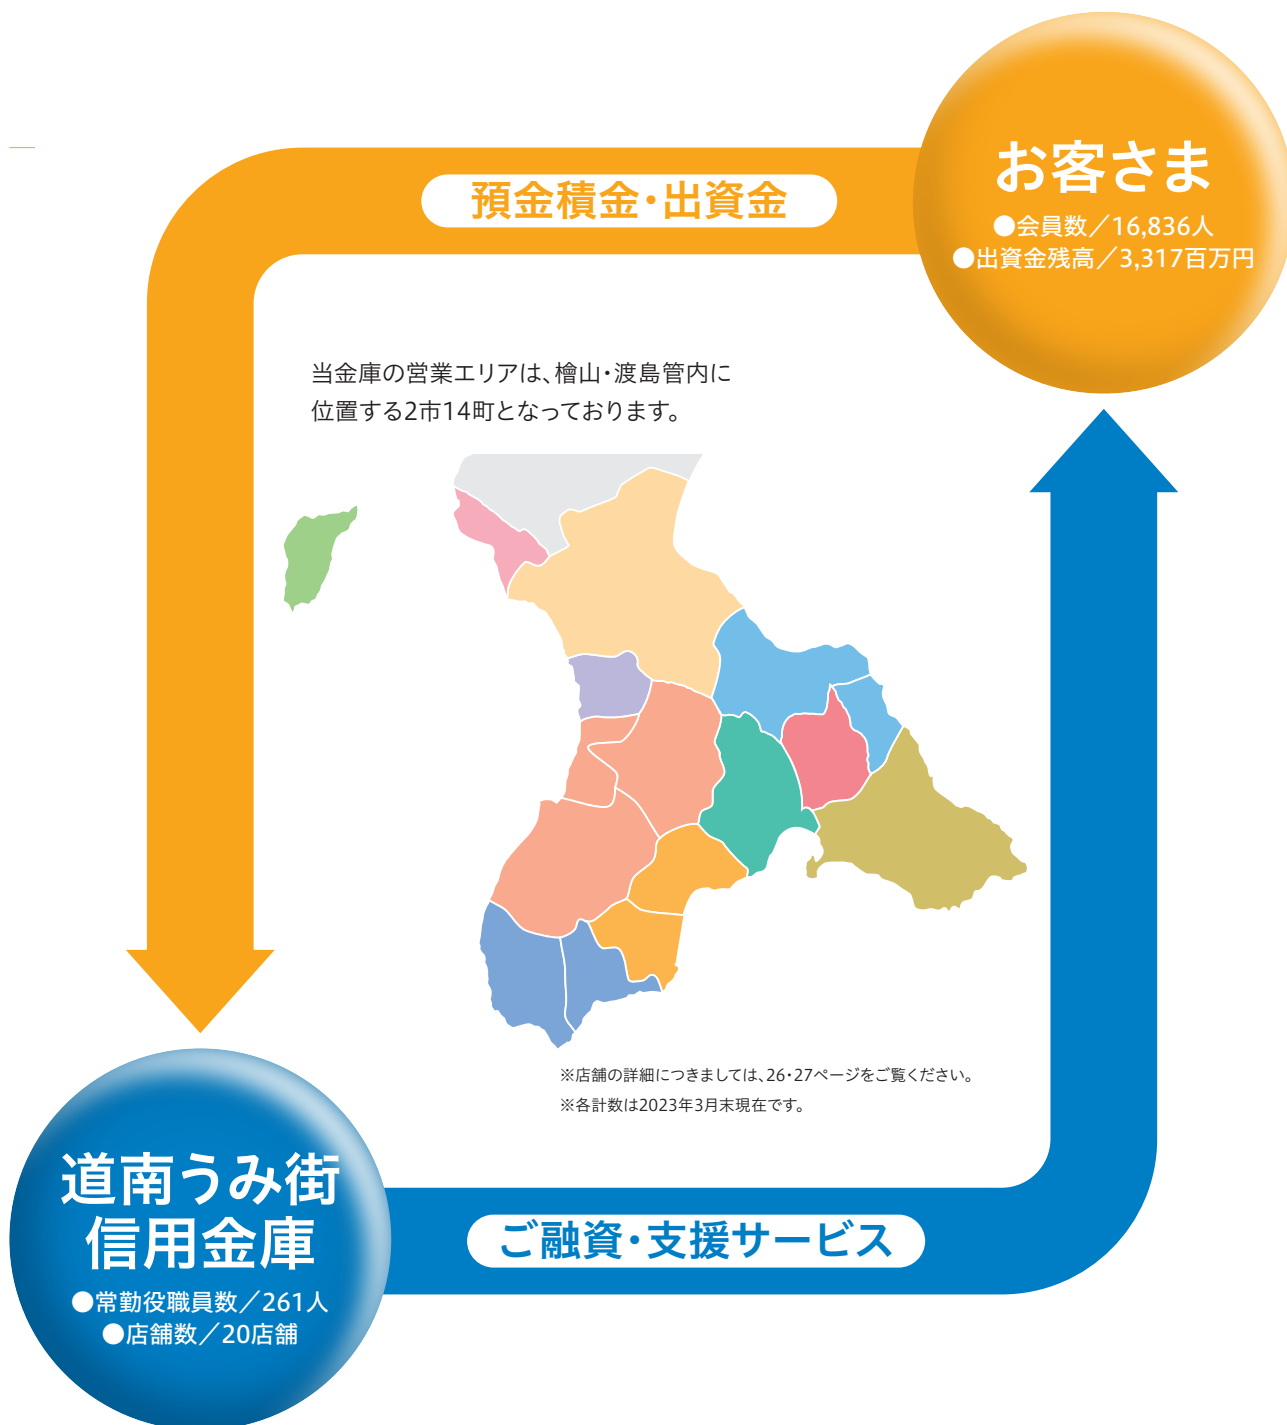 お客さま
●会員数／16,836人
●出資金残高／3,317百万円
預金積金・出資金
当金庫の営業エリアは、檜山・渡島管内に
位置する2市14町となっております。
※店舗の詳細につきましては、26・27ページをご覧ください。
※各計数は2023年3月末現在です。
道南うみ街
信用金庫
●常勤役職員数／261人
●店舗数／20店舗
ご融資・支援サービス